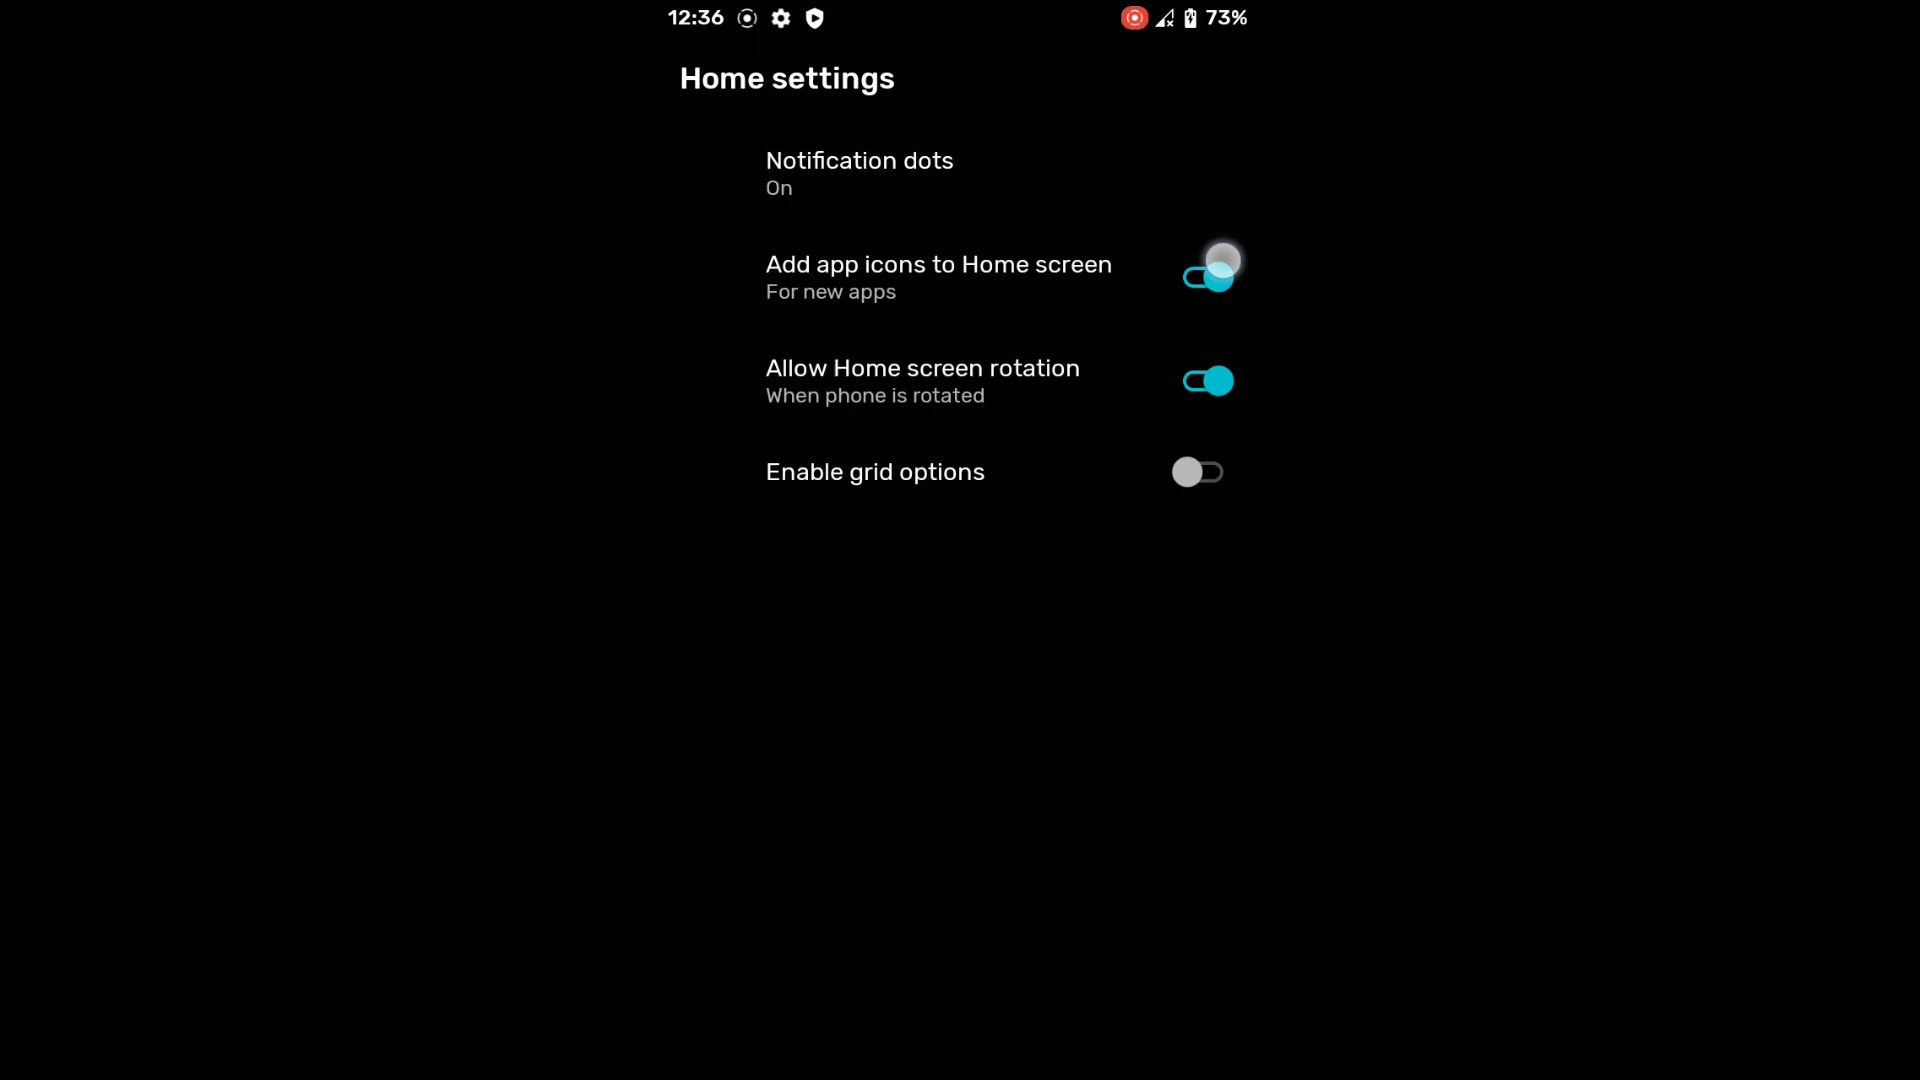 12:36 73%
Home settings
Notification dots
On
Add app icons to Home screen
For new apps
Allow Home screen rotation
When phone is rotated
Enable grid options